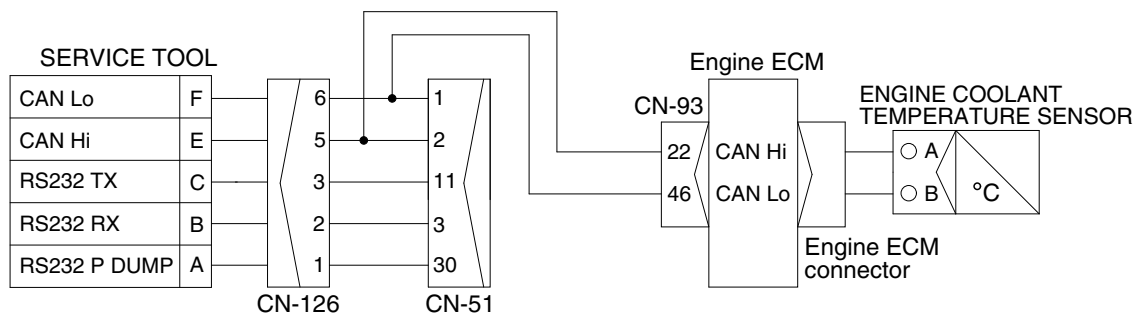 SERVICE TOOL
CAN Lo F
CAN Hi E
RS232 TX C
RS232 RX B
RS232 P DUMP A
6
5
3
2
1
CN-126
1
2
11
3
30
CN-51
Engine ECM
CN-93
22 CAN Hi
46 CAN Lo
ENGINE COOLANT
TEMPERATURE SENSOR
A
B
°C
Engine ECM
connector